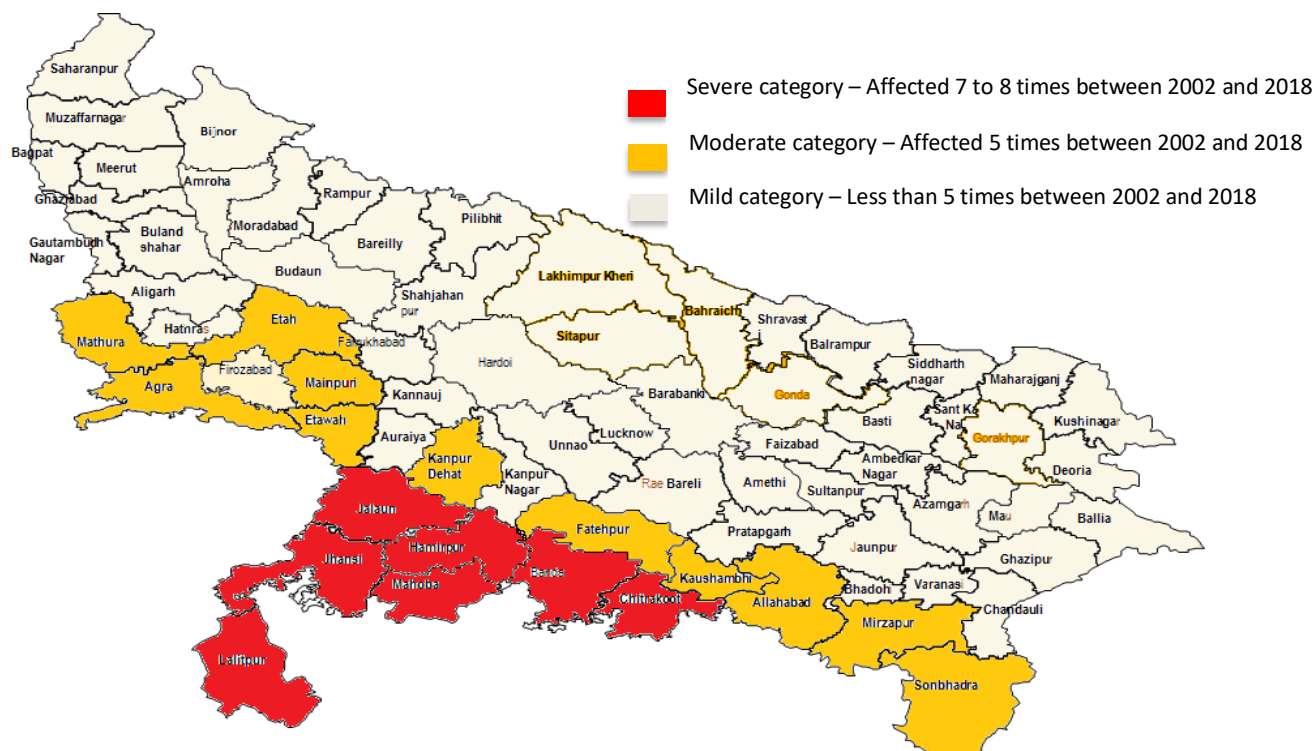 Saharanpur
Severe category – Affected 7 to 8 times between 2002 and 2018
Muzaffarnagar
Bijnor
Moderate category – Affected 5 times between 2002 and 2018
Bagpat
Meerut
Amroha
Rampur
Ghaziabad
Mild category – Less than 5 times between 2002 and 2018
Pilibhit
Moradabad
Buland
shahar
Gautambudh
Nagar
Bareilly
Budaun
Lakhimpur Kheri
Aligarh
Shahjahan
pur
Bahraich
Shravast
i
Hathras
Etah
Mathura
Farrukhabad
Sitapur
Balrampur
Hardoi
Siddharth
nagar
Maharajganj
Agra
Firozabad
Mainpuri
Kannauj
Barabanki
Gonda
Sant K
Na
Kushinagar
Etawah
Auraiya
Unnao
Lucknow
Faizabad
Basti
Gorakhpur
Kanpur
Dehat
Kanpur
Nagar
Ambedkar
Nagar
Deoria
Rae Bareli
Amethi
Sultanpur
Azamgarh
Mau
Ballia
Jalaun
Fatehpur
Pratapgarh
Jaunpur
Ghazipur
Jhansi
Hamirpur
Mahoba
Banda
Kaushambhi
Chitrakoot
Allahabad
Bhadohi
Varanasi
Chandauli
Mirzapur
Lalitpur
Sonbhadra